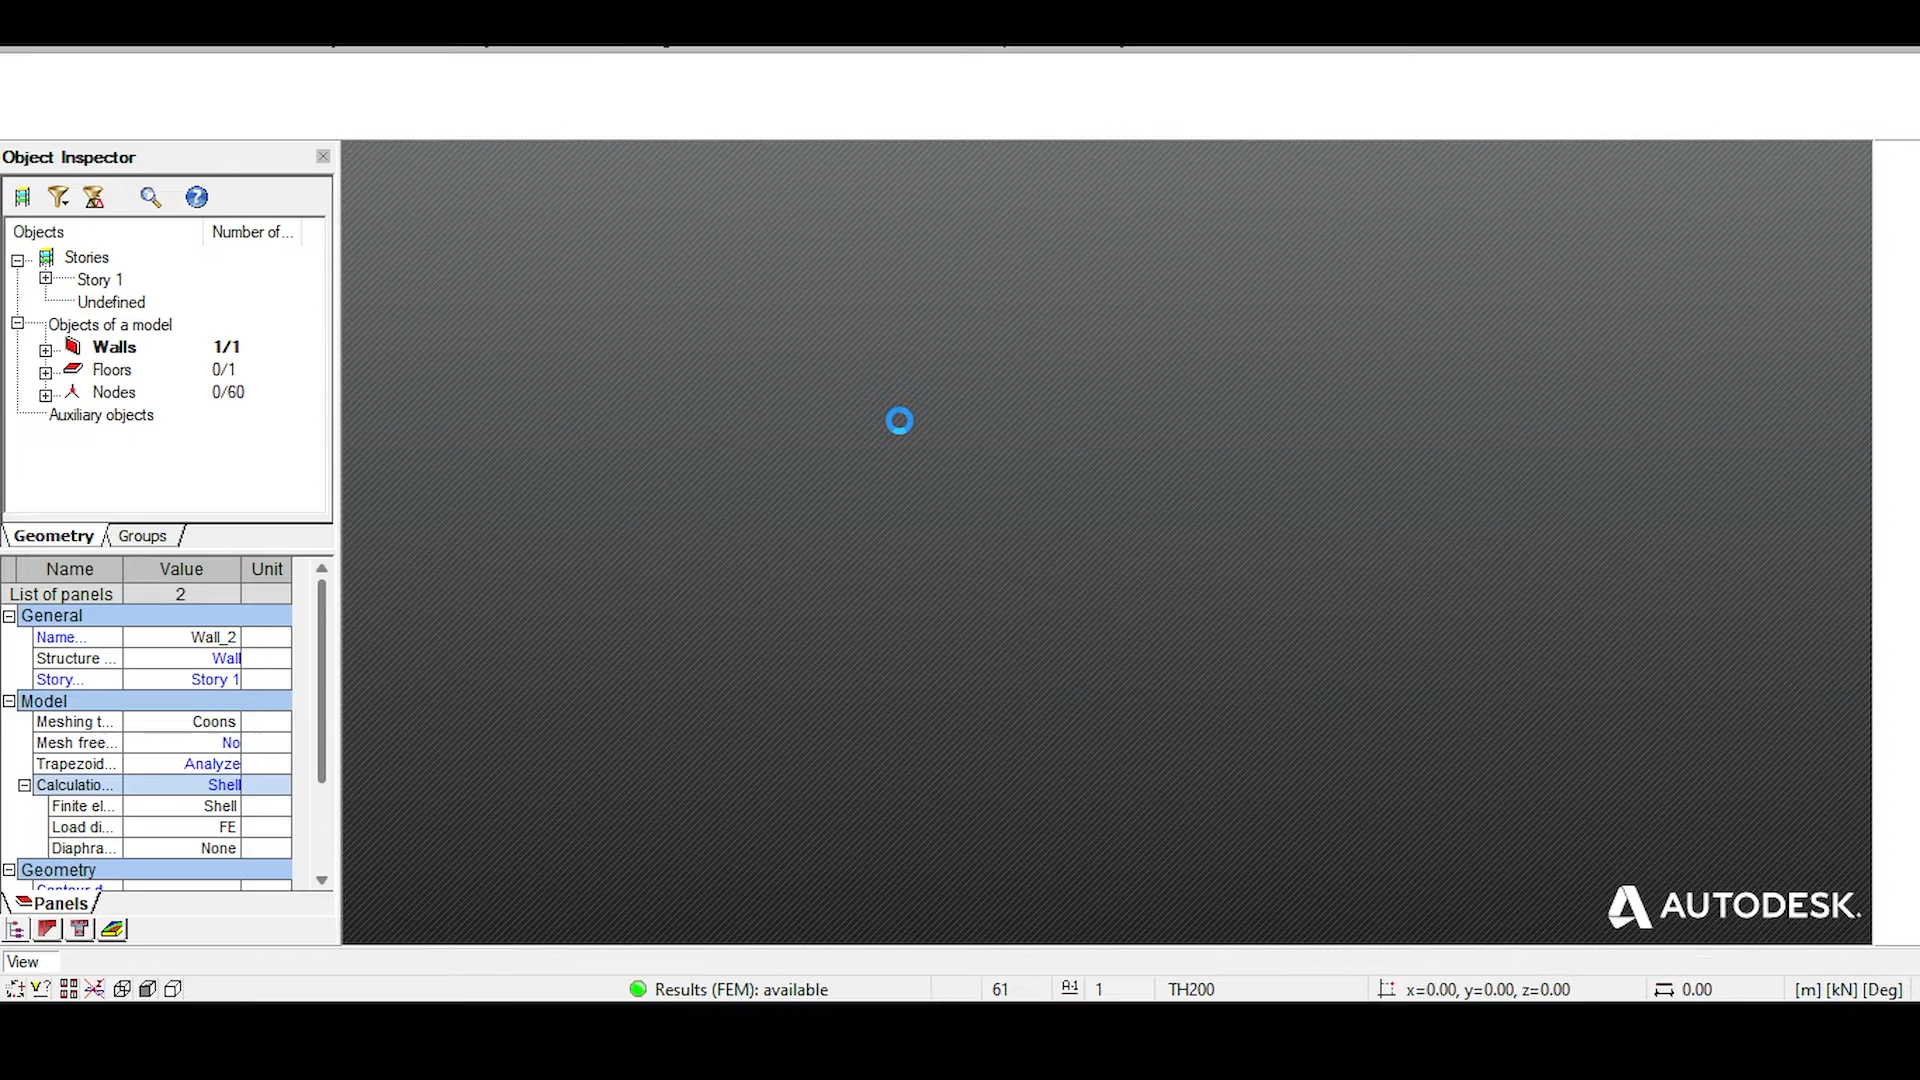 Object Inspector
Objects Number of...
Stories
Story 1
Undefined
Objects of a model
Walls 1/1
Floors 0/1
Nodes 0/60
Auxiliary objects
Geometry Groups
Name Value Unit
List of panels 2
General
Name... Wall_2
Structure ... Wall
Story... Story 1
Model
Meshing t... Coons
Mesh free... No
Trapezoid... Analyze
Calculatio... Shell
Finite el... Shell
Load di... FE
Diaphra... None
Geometry
Panels
AUTODESK.
View
Results (FEM): available 61 1 TH200 x=0.00, y=0.00, z=0.00 0.00 [m] [kN] [Deg]